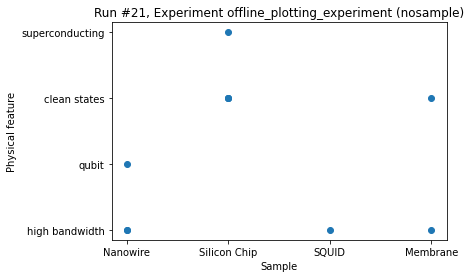 Run #21, Experiment offline_plotting_experiment (nosample)
superconducting
clean states
qubit
high bandwidth
Physical feature
Nanowire Silicon Chip SQUID Membrane
Sample